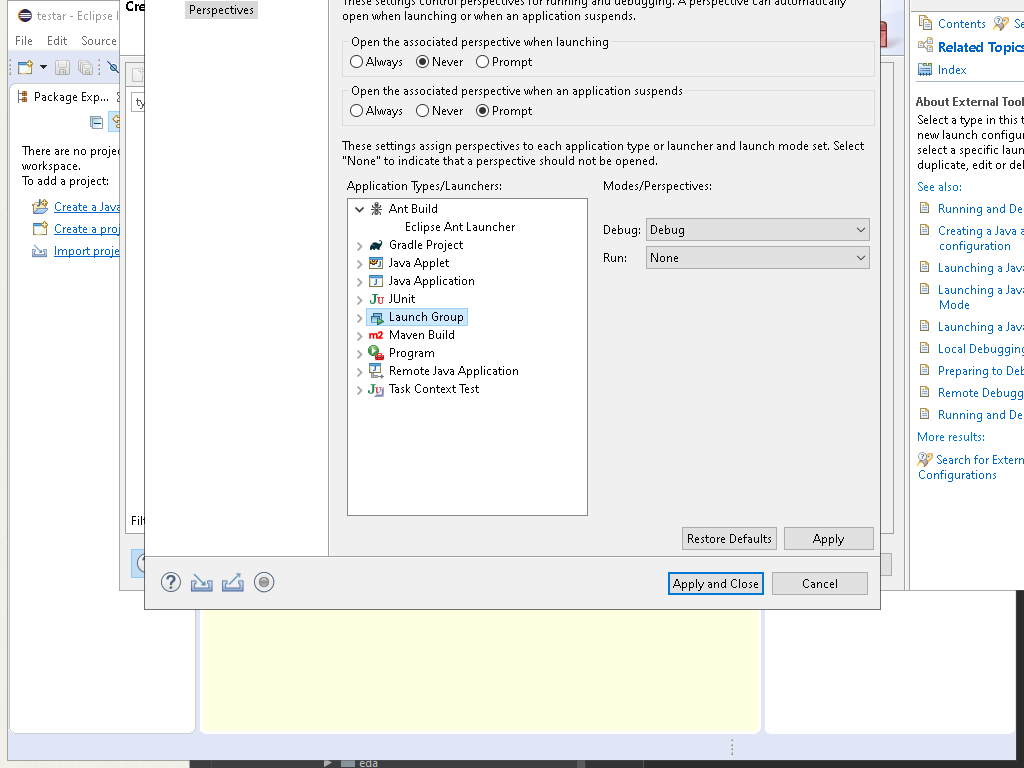 testar - Eclipse I
File Edit Source
Package Exp...
There are no proje
workspace.
To add a project:
Create a Java
Create a proj
Import proje
Cre
ty
Filt
Perspectives
These settings control perspectives for running and debugging. A perspective can automatically
open when launching or when an application suspends.
Open the associated perspective when launching
Always Never Prompt
Open the associated perspective when an application suspends
Always Never Prompt
These settings assign perspectives to each application type or launcher and launch mode set. Select
"None" to indicate that a perspective should not be opened.
Application Types/Launchers:
Ant Build
Eclipse Ant Launcher
Gradle Project
Java Applet
Java Application
JUnit
Launch Group
Maven Build
Program
Remote Java Application
Task Context Test
Modes/Perspectives:
Debug: Debug
Run: None
Restore Defaults Apply
Apply and Close Cancel
Contents Se
Related Topics
Index
About External Tool
Select a type in this t
new launch configur
select a specific laun
duplicate, edit or del
See also:
Running and De
Creating a Java a
configuration
Launching a Java
Launching a Java
Mode
Launching a Java
Local Debugging
Preparing to Deb
Remote Debugg
Running and De
More results:
Search for Extern
Configurations
eda